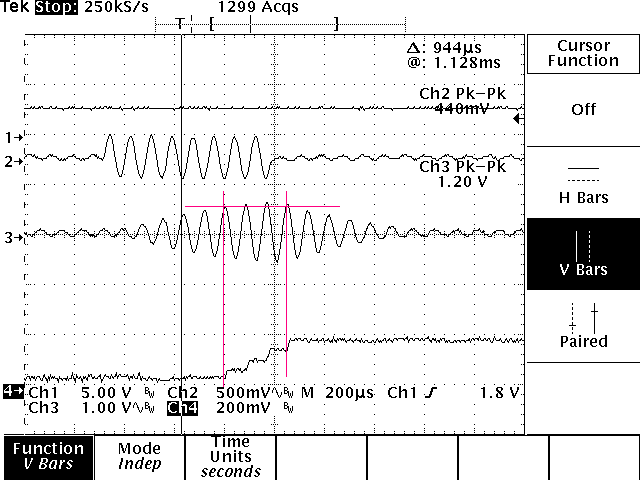 Tek Stop: 250kS/s 1299 Acqs
T [ ]
Δ: 944µs
@: 1.128ms
Ch2 Pk-Pk
440mV
Ch3 Pk-Pk
1.20 V
1
2
3
4
Ch1 5.00 V BW Ch2 500mV∿BW M 200µs Ch1 ƒ 1.8 V
Ch3 1.00 V∿BW Ch4 200mV BW
Cursor
Function
Off
H Bars
V Bars
Paired
Function
V Bars
Mode
Indep
Time
Units
seconds